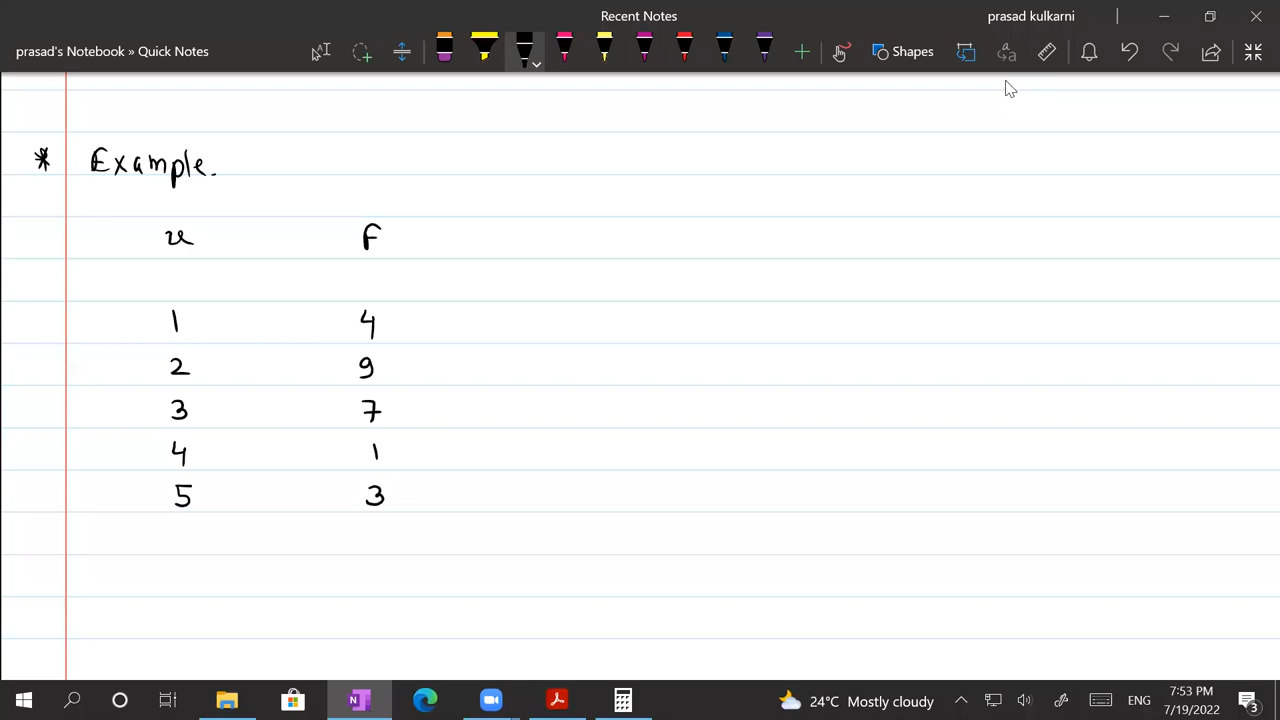 Recent Notes
prasad kulkarni
prasad's Notebook » Quick Notes
Shapes
* Example.
x F
1 4
2 9
3 7
4 1
5 3
24°C Mostly cloudy
ENG
7:53 PM
7/19/2022
3